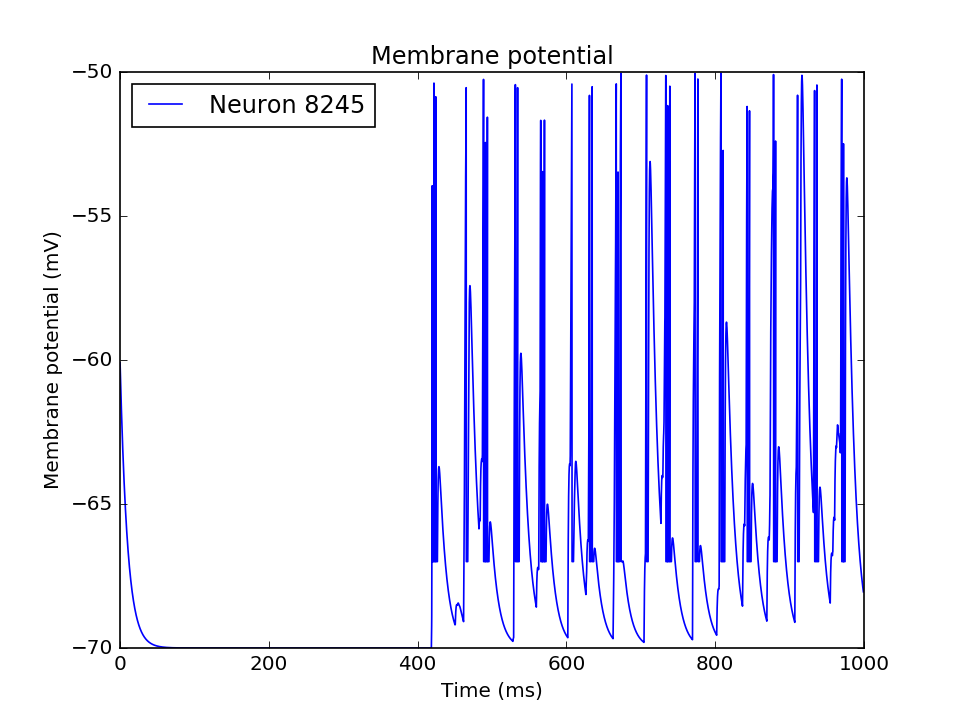 Membrane potential
Neuron 8245
Membrane potential (mV)
−50
−55
−60
−65
−70
0 200 400 600 800 1000
Time (ms)